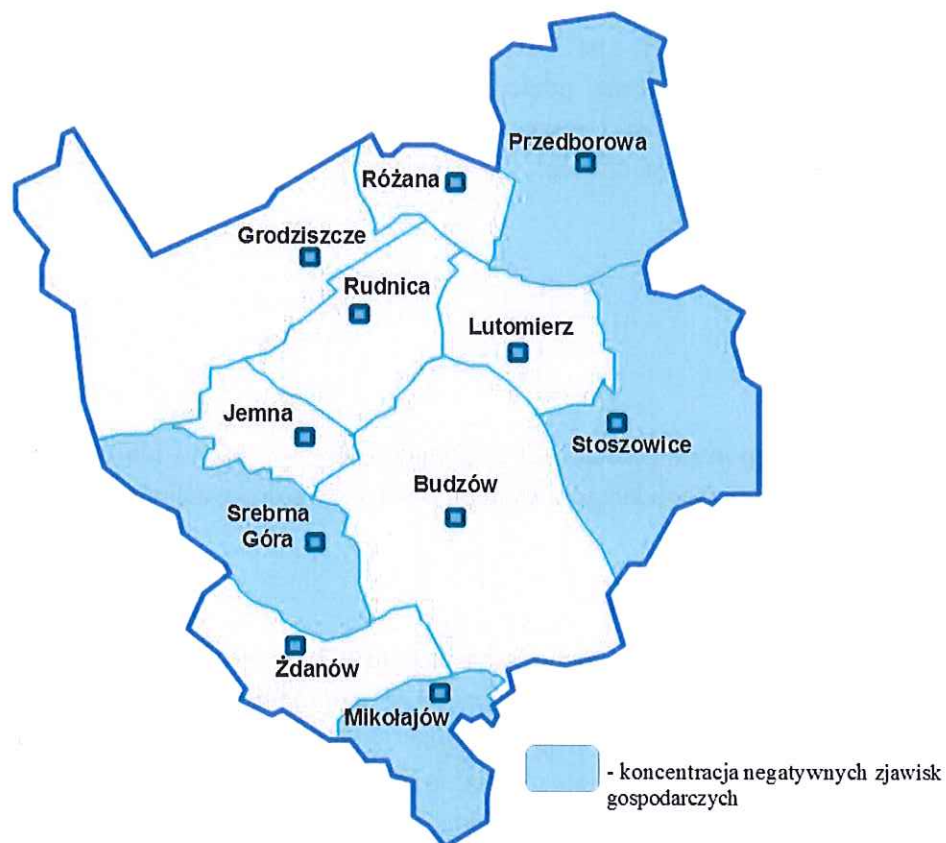 Przedborowa
Różana
Grodziszcze
Rudnica
Lutomierz
Jemna
Stoszowice
Budzów
Srebrna
Góra
Żdanów
Mikołajów
- koncentracja negatywnych zjawisk
gospodarczych